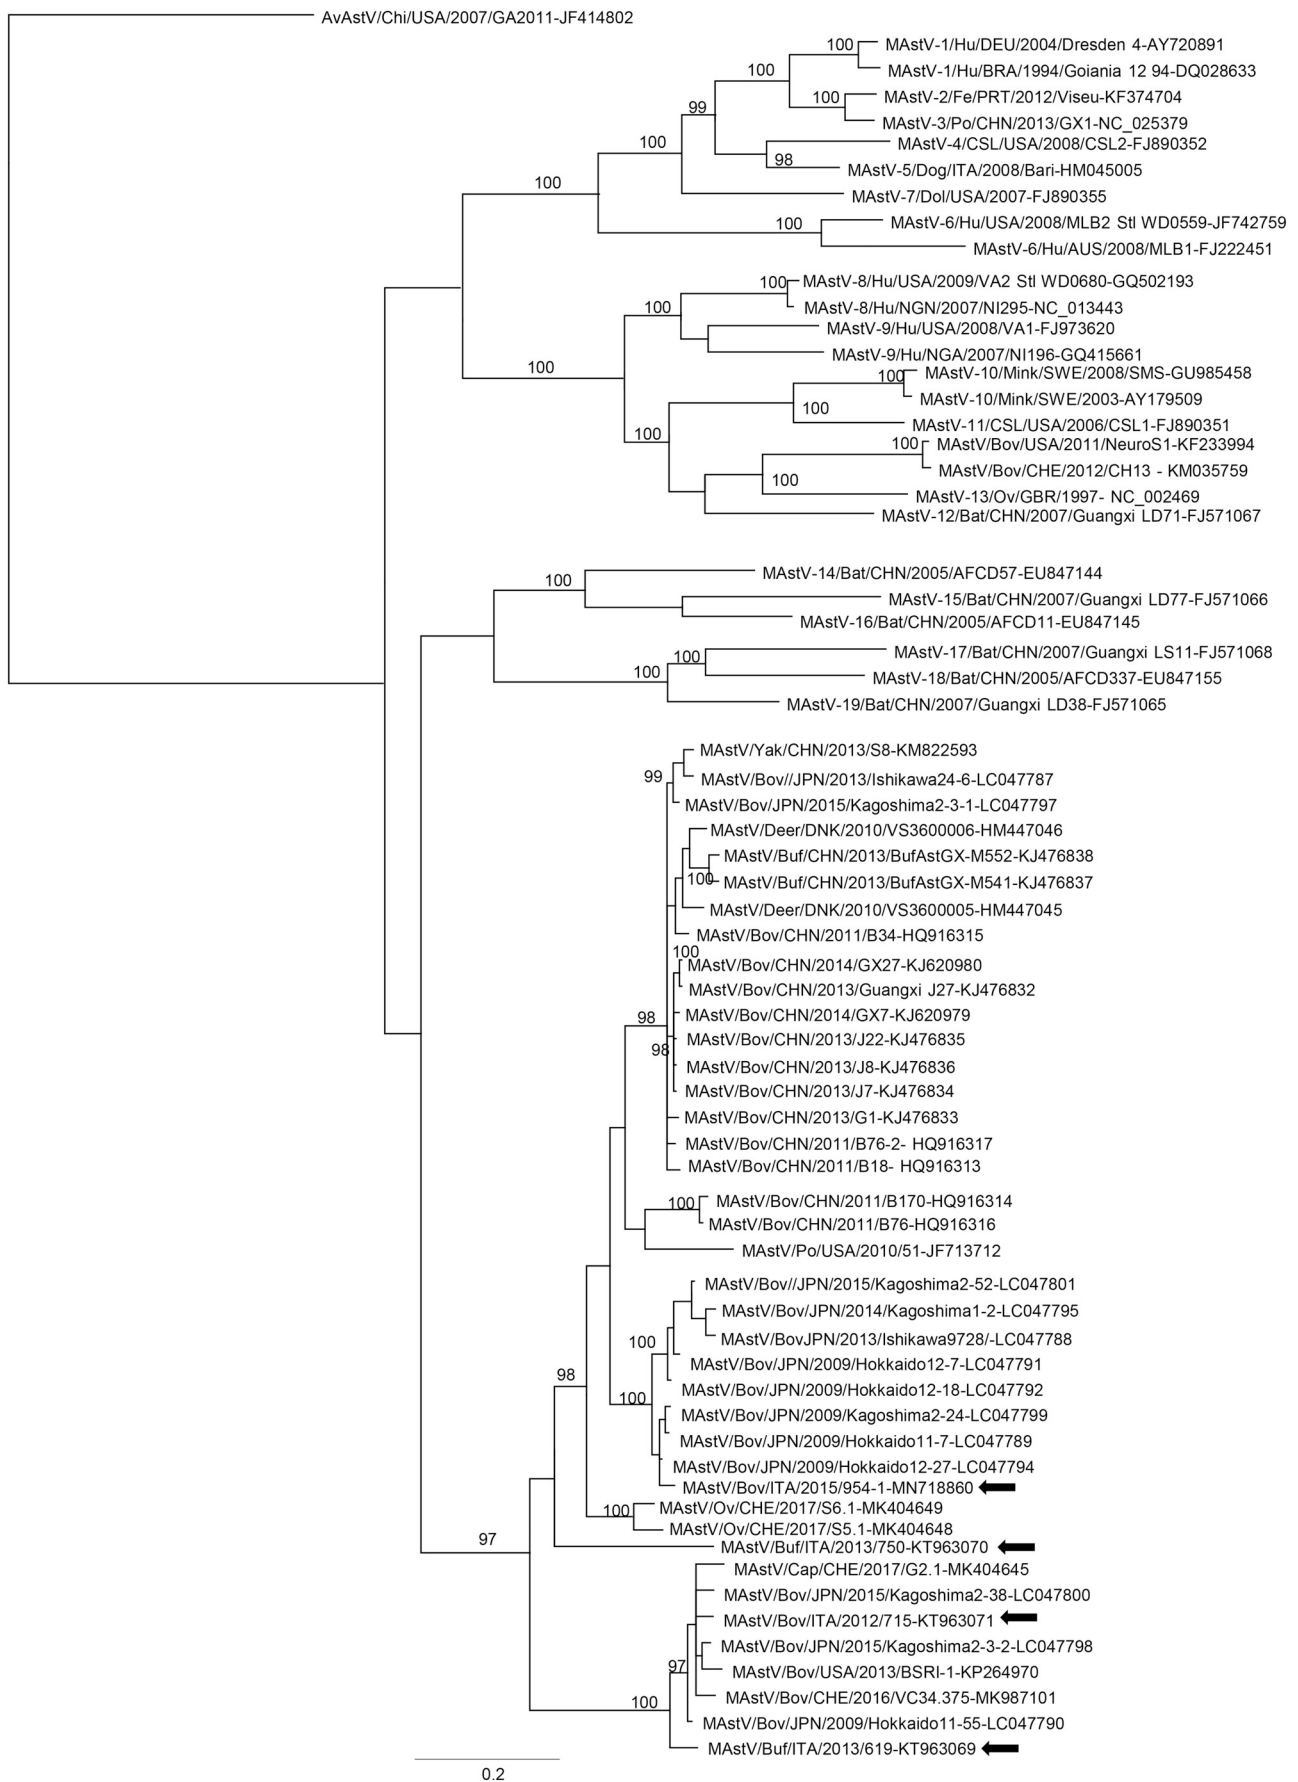 AvAstV/Chi/USA/2007/GA2011-JF414802
100 MAstV-1/Hu/DEU/2004/Dresden 4-AY720891
100 MAstV-1/Hu/BRA/1994/Goiania 12 94-DQ028633
100 MAstV-2/Fe/PRT/2012/Viseu-KF374704
99 MAstV-3/Po/CHN/2013/GX1-NC_025379
100 MAstV-4/CSL/USA/2008/CSL2-FJ890352
98 MAstV-5/Dog/ITA/2008/Bari-HM045005
100 MAstV-7/Dol/USA/2007-FJ890355
100 MAstV-6/Hu/USA/2008/MLB2 Stl WD0559-JF742759
MAstV-6/Hu/AUS/2008/MLB1-FJ222451
100 MAstV-8/Hu/USA/2009/VA2 Stl WD0680-GQ502193
100 MAstV-8/Hu/NGN/2007/NI295-NC_013443
MAstV-9/Hu/USA/2008/VA1-FJ973620
MAstV-9/Hu/NGA/2007/NI196-GQ415661
100 100 MAstV-10/Mink/SWE/2008/SMS-GU985458
MAstV-10/Mink/SWE/2003-AY179509
100 MAstV-11/CSL/USA/2006/CSL1-FJ890351
100 100 MAstV/Bov/USA/2011/NeuroS1-KF233994
MAstV/Bov/CHE/2012/CH13 - KM035759
100 MAstV-13/Ov/GBR/1997- NC_002469
MAstV-12/Bat/CHN/2007/Guangxi LD71-FJ571067
100 MAstV-14/Bat/CHN/2005/AFCD57-EU847144
MAstV-15/Bat/CHN/2007/Guangxi LD77-FJ571066
MAstV-16/Bat/CHN/2005/AFCD11-EU847145
100 MAstV-17/Bat/CHN/2007/Guangxi LS11-FJ571068
100 MAstV-18/Bat/CHN/2005/AFCD337-EU847155
MAstV-19/Bat/CHN/2007/Guangxi LD38-FJ571065
MAstV/Yak/CHN/2013/S8-KM822593
99 MAstV/Bov//JPN/2013/Ishikawa24-6-LC047787
MAstV/Bov/JPN/2015/Kagoshima2-3-1-LC047797
MAstV/Deer/DNK/2010/VS3600006-HM447046
MAstV/Buf/CHN/2013/BufAstGX-M552-KJ476838
100 MAstV/Buf/CHN/2013/BufAstGX-M541-KJ476837
MAstV/Deer/DNK/2010/VS3600005-HM447045
MAstV/Bov/CHN/2011/B34-HQ916315
100
MAstV/Bov/CHN/2014/GX27-KJ620980
MAstV/Bov/CHN/2013/Guangxi J27-KJ476832
98 MAstV/Bov/CHN/2014/GX7-KJ620979
98 MAstV/Bov/CHN/2013/J22-KJ476835
MAstV/Bov/CHN/2013/J8-KJ476836
MAstV/Bov/CHN/2013/J7-KJ476834
MAstV/Bov/CHN/2013/G1-KJ476833
MAstV/Bov/CHN/2011/B76-2- HQ916317
MAstV/Bov/CHN/2011/B18- HQ916313
100 MAstV/Bov/CHN/2011/B170-HQ916314
MAstV/Bov/CHN/2011/B76-HQ916316
MAstV/Po/USA/2010/51-JF713712
MAstV/Bov//JPN/2015/Kagoshima2-52-LC047801
MAstV/Bov/JPN/2014/Kagoshima1-2-LC047795
100 MAstV/BovJPN/2013/Ishikawa9728/-LC047788
MAstV/Bov/JPN/2009/Hokkaido12-7-LC047791
98 100 MAstV/Bov/JPN/2009/Hokkaido12-18-LC047792
MAstV/Bov/JPN/2009/Kagoshima2-24-LC047799
MAstV/Bov/JPN/2009/Hokkaido11-7-LC047789
MAstV/Bov/JPN/2009/Hokkaido12-27-LC047794
MAstV/Bov/ITA/2015/954-1-MN718860
100 MAstV/Ov/CHE/2017/S6.1-MK404649
MAstV/Ov/CHE/2017/S5.1-MK404648
97 MAstV/Buf/ITA/2013/750-KT963070
MAstV/Cap/CHE/2017/G2.1-MK404645
MAstV/Bov/JPN/2015/Kagoshima2-38-LC047800
MAstV/Bov/ITA/2012/715-KT963071
MAstV/Bov/JPN/2015/Kagoshima2-3-2-LC047798
97 MAstV/Bov/USA/2013/BSRI-1-KP264970
100 MAstV/Bov/CHE/2016/VC34.375-MK987101
MAstV/Bov/JPN/2009/Hokkaido11-55-LC047790
MAstV/Buf/ITA/2013/619-KT963069
0.2